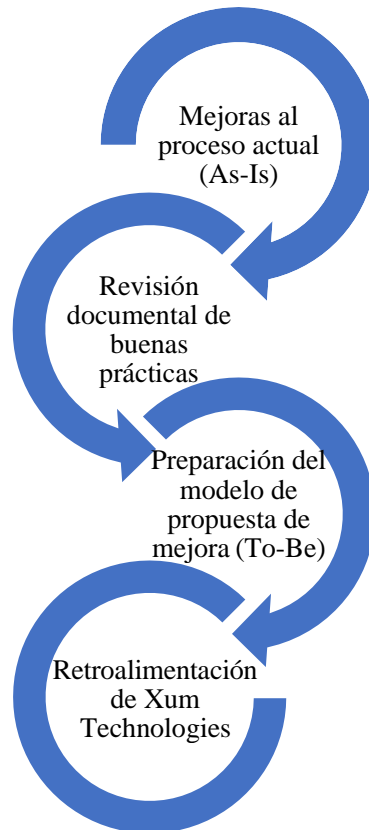 Mejoras al
proceso actual
(As-Is)
Revisión
documental de
buenas
prácticas
Preparación del
modelo de
propuesta de
mejora (To-Be)
Retroalimentación
de Xum
Technologies